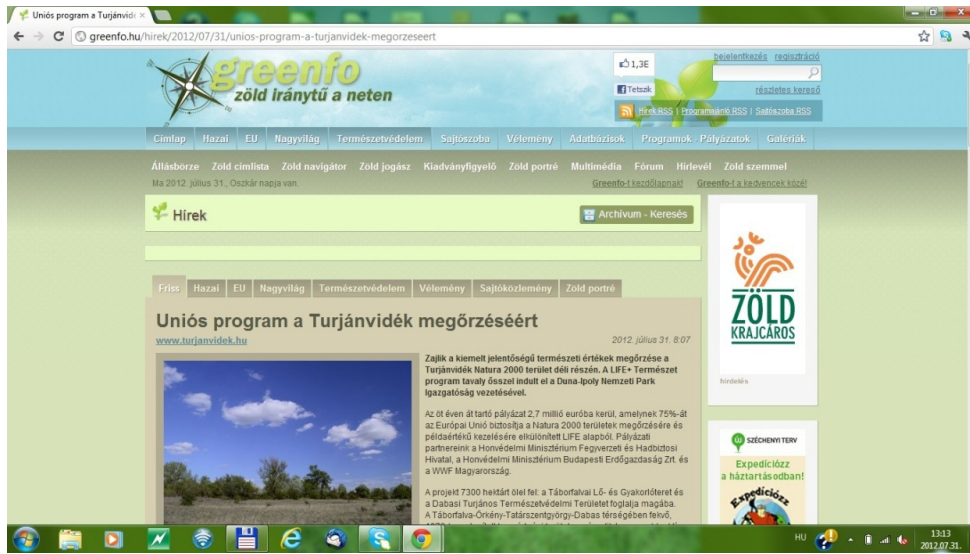 Uniós program a Turjánvidé
greenfo.hu/hirek/2012/07/31/unios-program-a-turjanvidek-megorzeseert
greenfo
zöld iránytű a neten
1,3E
Tetszik
bejelentkezés regisztráció
részletes kereső
Hírek RSS | Programajánló RSS | Sajtószoba RSS
Címlap Hazai EU Nagyvilág Természetvédelem Sajtószoba Vélemény Adatbázisok Programok - Pályázatok Galériák
Állásbörze Zöld címlista Zöld navigátor Zöld jogász Kiadványfigyelő Zöld portré Multimédia Fórum Hírlevél Zöld szemmel
Ma 2012. július 31., Oszkár napja van.
Greenfo-t kezdőlapnak! Greenfo-t a kedvencek közé!
Hírek
Archívum - Keresés
Friss Hazai EU Nagyvilág Természetvédelem Vélemény Sajtóközlemény Zöld portré
Uniós program a Turjánvidék megőrzéséért
www.turjanvidek.hu
2012. július 31. 8:07
Zajlik a kiemelt jelentőségű természeti értékek megőrzése a
Turjánvidék Natura 2000 terület déli részén. A LIFE+ Természet
program tavaly ősszel indult el a Duna-Ipoly Nemzeti Park
Igazgatóság vezetésével.
Az öt éven át tartó pályázat 2,7 millió euróba kerül, amelynek 75%-át
az Európai Unió biztosítja a Natura 2000 területek megőrzésére és
példaértékű kezelésére elkülönített LIFE alapból. Pályázati
partnereink a Honvédelmi Minisztérium Fegyverzeti és Hadbiztosi
Hivatal, a Honvédelmi Minisztérium Budapesti Erdőgazdaság Zrt. és
a WWF Magyarország.
A projekt 7300 hektárt ölel fel: a Táborfalvai Lő- és Gyakorlóteret és
a Dabasi Turjános Természetvédelmi Területet foglalja magába.
A Táborfalva-Örkény-Tatárszentgyörgy-Dabas térségében fekvő,
ZÖLD
KRAJCÁROS
hirdetés
SZÉCHENYI TERV
Expedíciózz
a háztartásodban!
Expedíciózz
HU
13:13
2012.07.31.